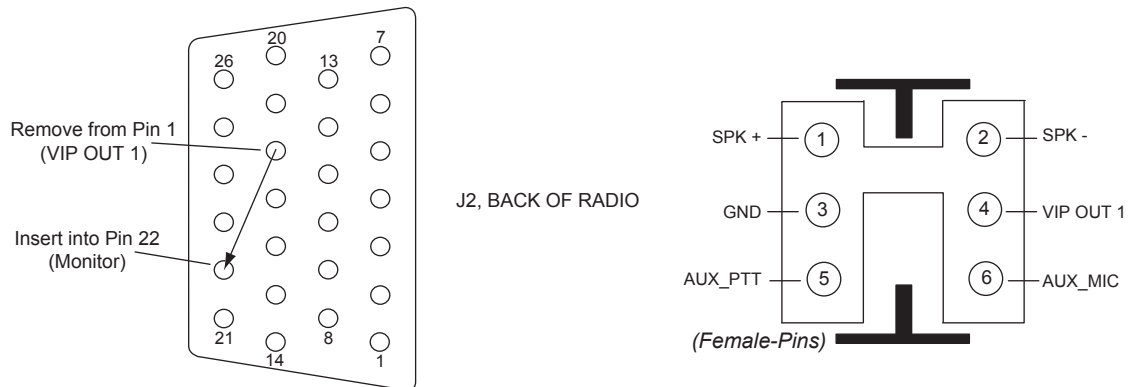 20
7
26
13
Remove from Pin 1
(VIP OUT 1)
Insert into Pin 22
(Monitor)
21
14
8
1
J2, BACK OF RADIO
SPK +
1
2
SPK -
GND
3
4
VIP OUT 1
AUX_PTT
5
6
AUX_MIC
(Female-Pins)